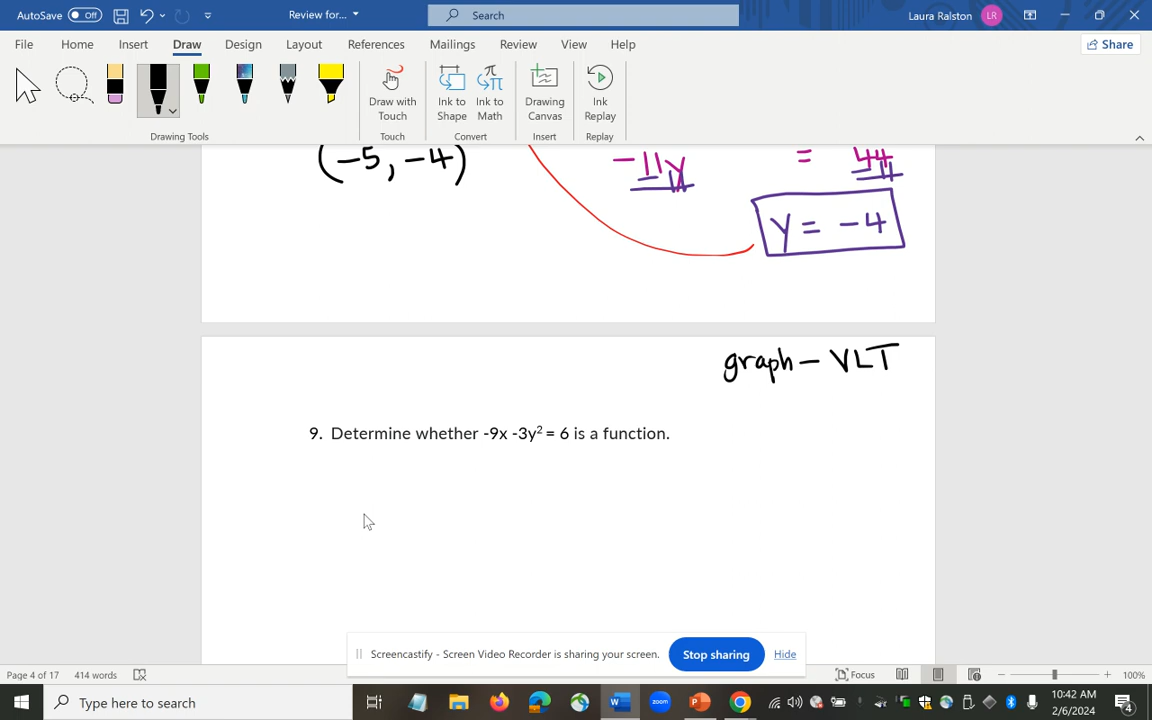 AutoSave Off Review for... Search Laura Ralston LR
File Home Insert Draw Design Layout References Mailings Review View Help Share
Draw with Touch Ink to Shape Ink to Math Drawing Canvas Ink Replay
Drawing Tools Touch Convert Insert Replay
(-5, -4) -11y = 44
y = -4
graph - VLT
9. Determine whether -9x -3y² = 6 is a function.
Screencastify - Screen Video Recorder is sharing your screen. Stop sharing Hide
Page 4 of 17 414 words Focus 100%
Type here to search zoom 10:42 AM
2/6/2024 4